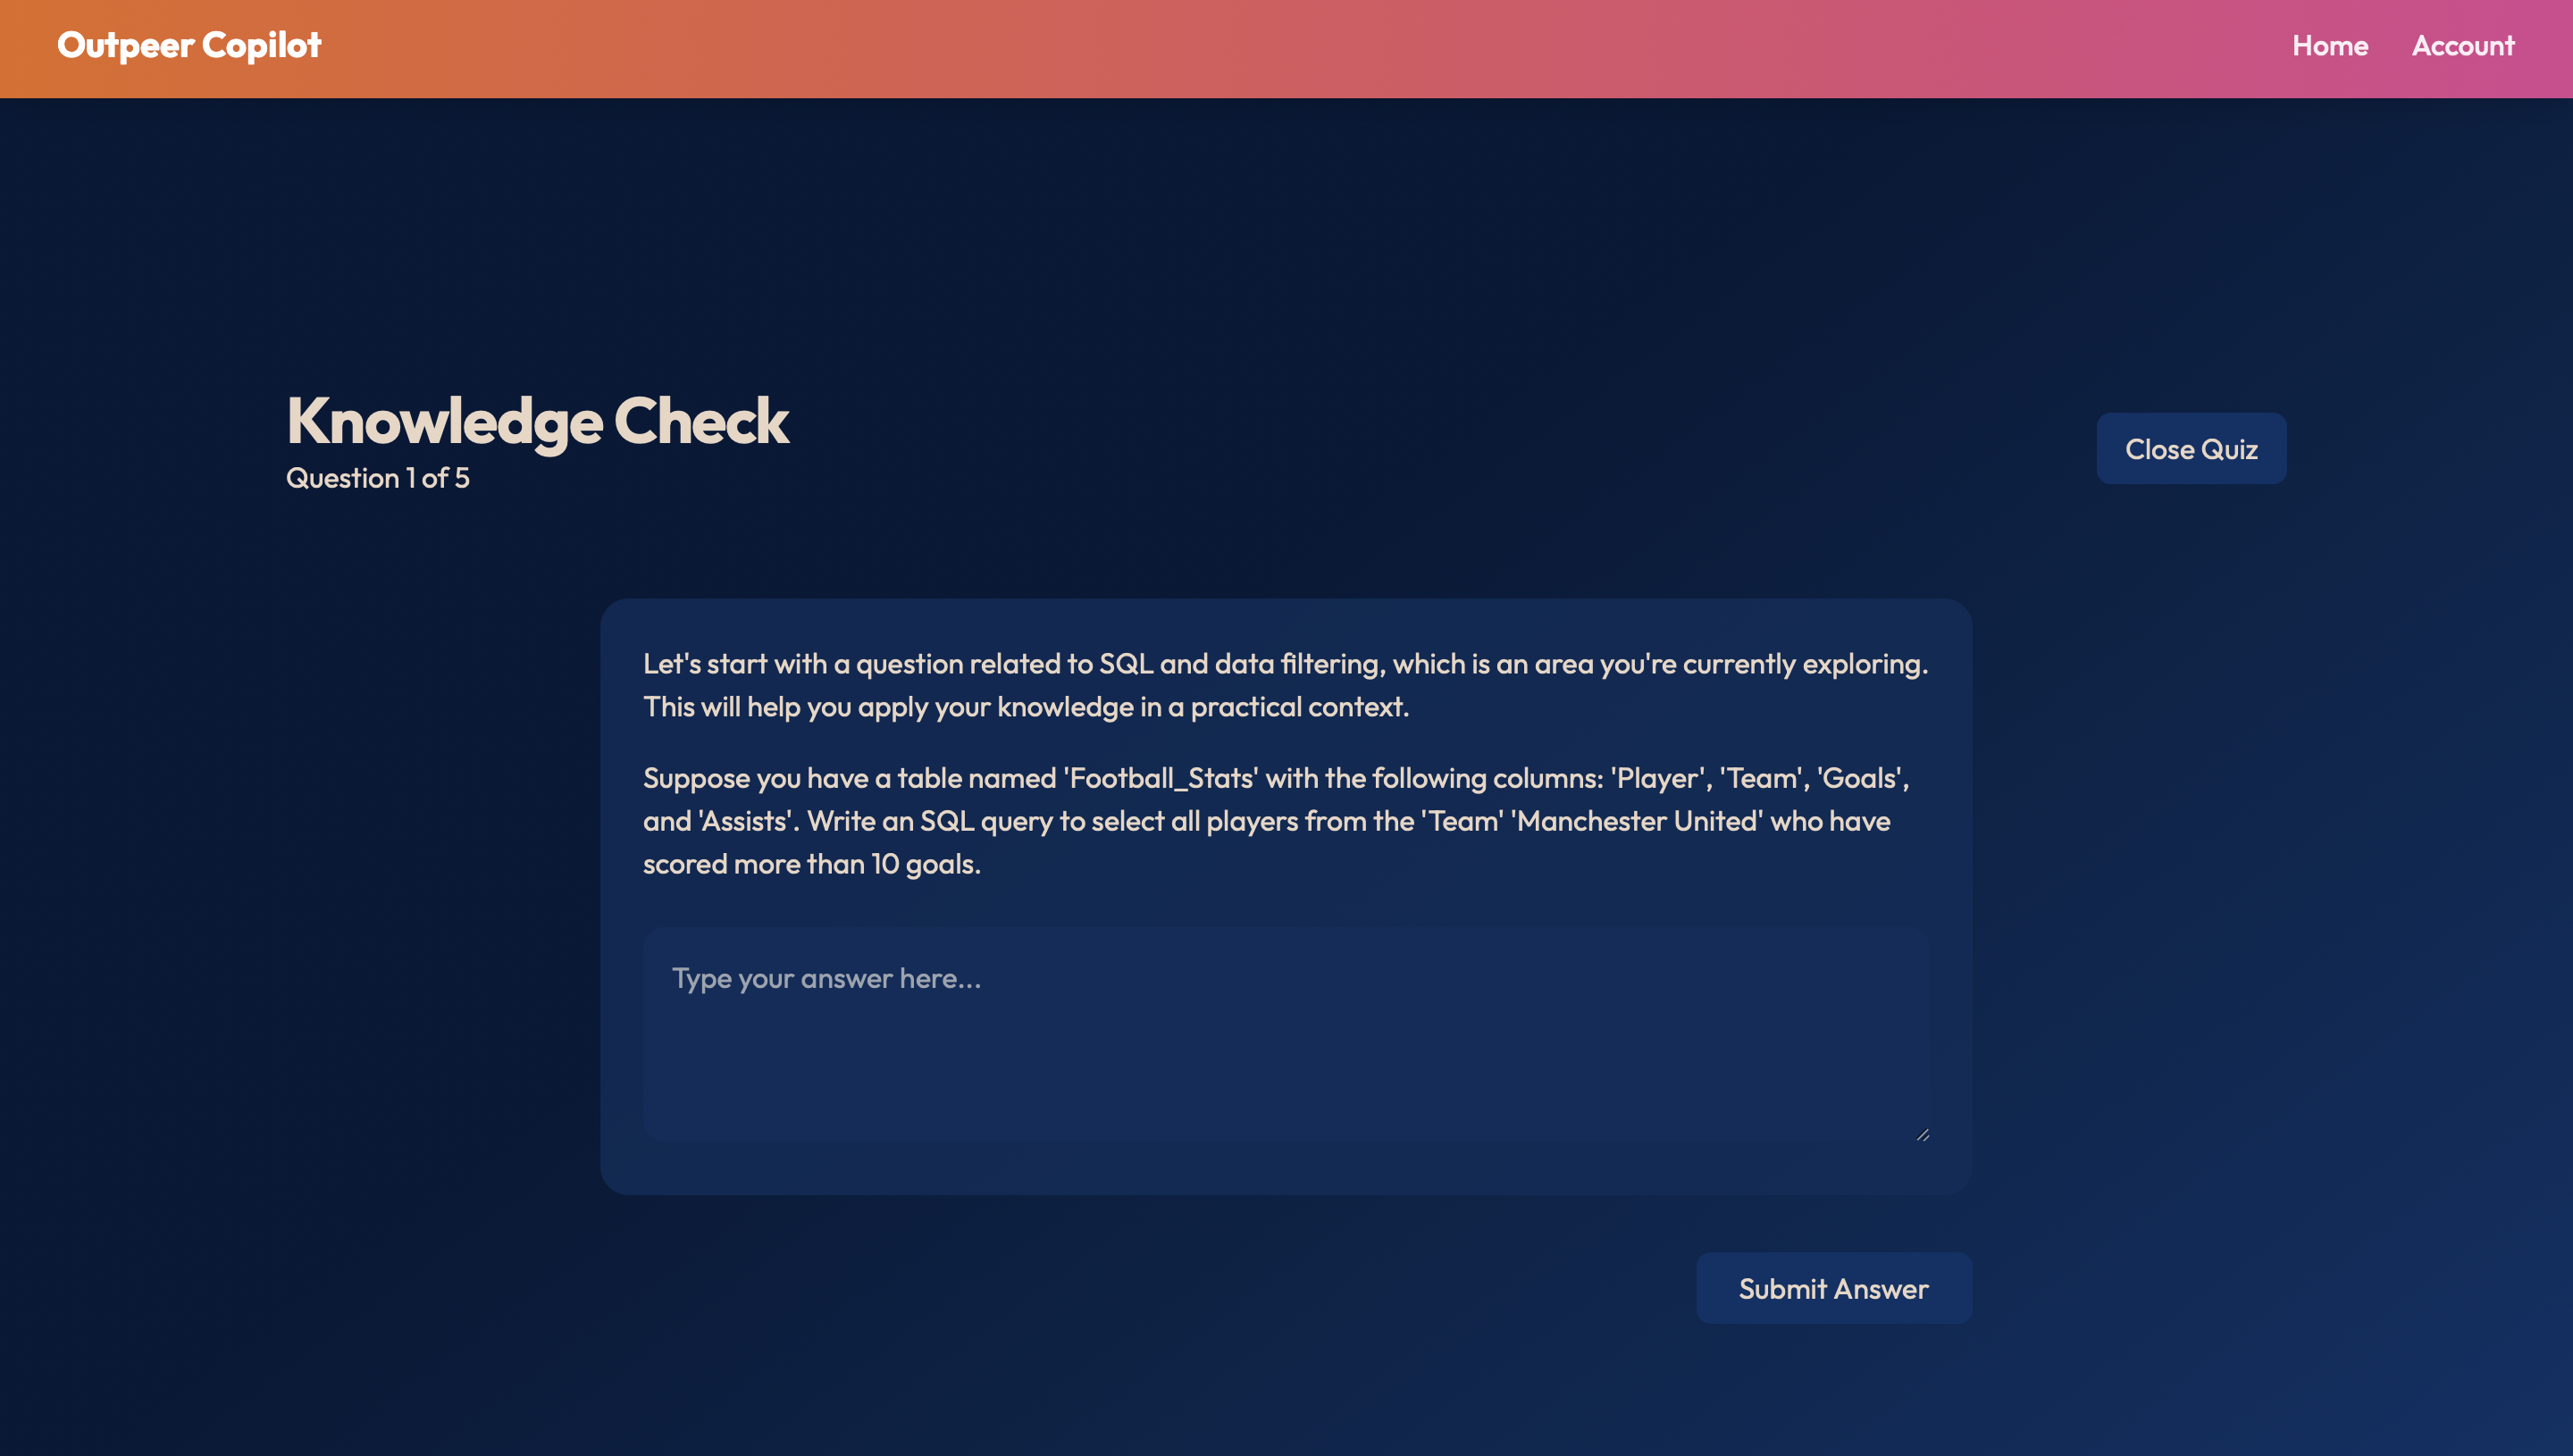 Outpeer Copilot
Home
Account
Knowledge Check
Question 1 of 5
Close Quiz
Let's start with a question related to SQL and data filtering, which is an area you're currently exploring.
This will help you apply your knowledge in a practical context.
Suppose you have a table named 'Football_Stats' with the following columns: 'Player', 'Team', 'Goals',
and 'Assists'. Write an SQL query to select all players from the 'Team' 'Manchester United' who have
scored more than 10 goals.
Type your answer here...
Submit Answer